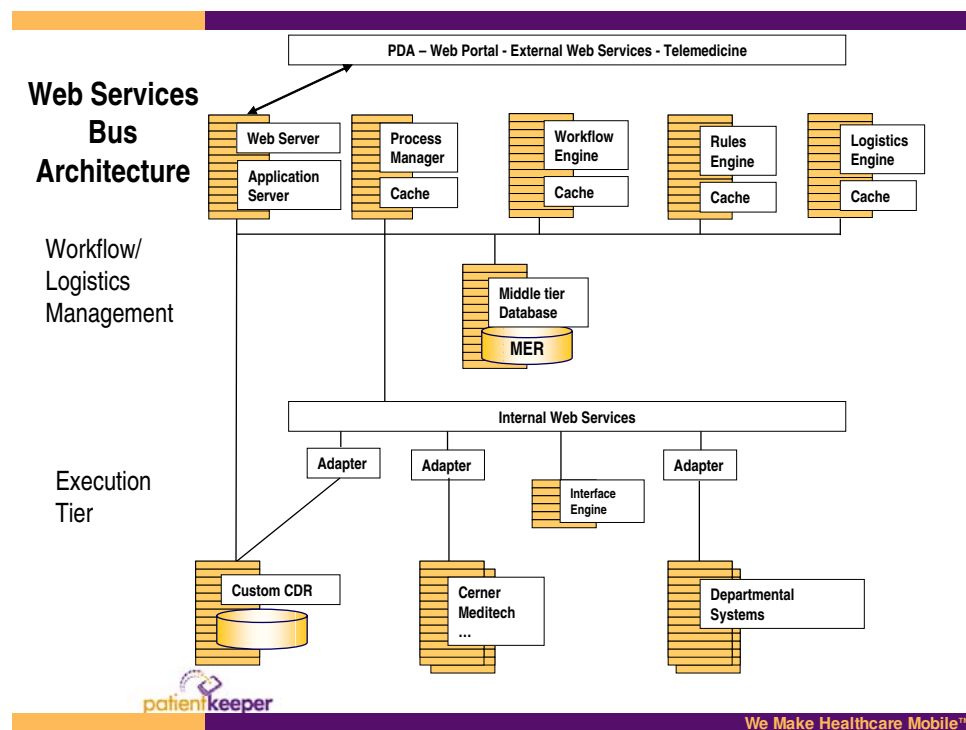 PDA – Web Portal - External Web Services - Telemedicine
Web Services
Bus
Architecture
Web Server
Application
Server
Process
Manager
Cache
Workflow
Engine
Cache
Rules
Engine
Cache
Logistics
Engine
Cache
Workflow/
Logistics
Management
Middle tier
Database
MER
Internal Web Services
Adapter
Adapter
Adapter
Interface
Engine
Execution
Tier
Custom CDR
Cerner
Meditech
…
Departmental
Systems
patientkeeper
We Make Healthcare Mobile™